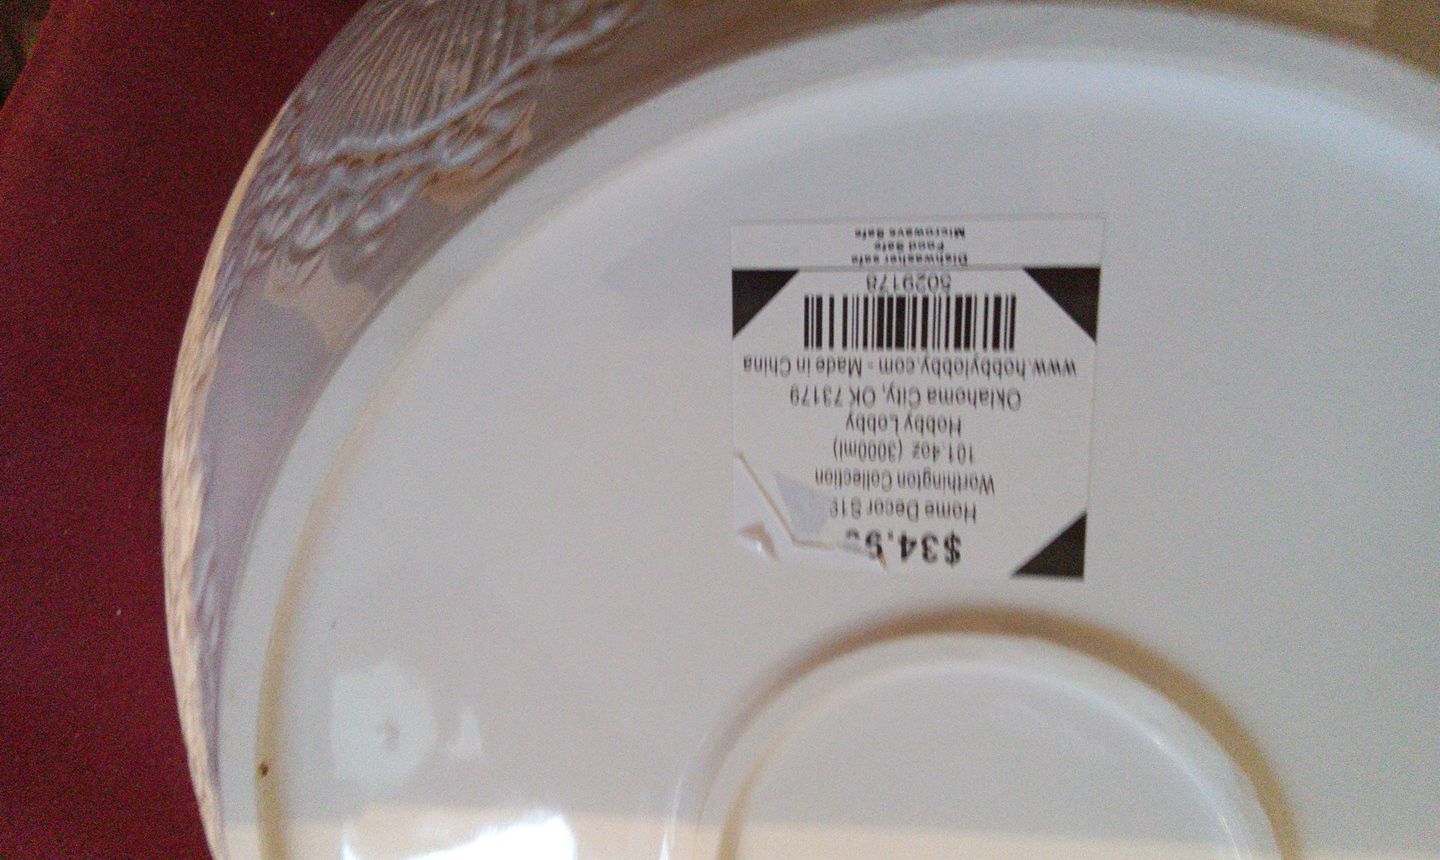 $34.9
Home Decor S19
Worthington Collection
101.4oz (3000ml)
Hobby Lobby
Oklahoma City, OK 73179
www.hobbylobby.com - Made in China
5029178
Dishwasher safe
Food Safe
Microwave Safe